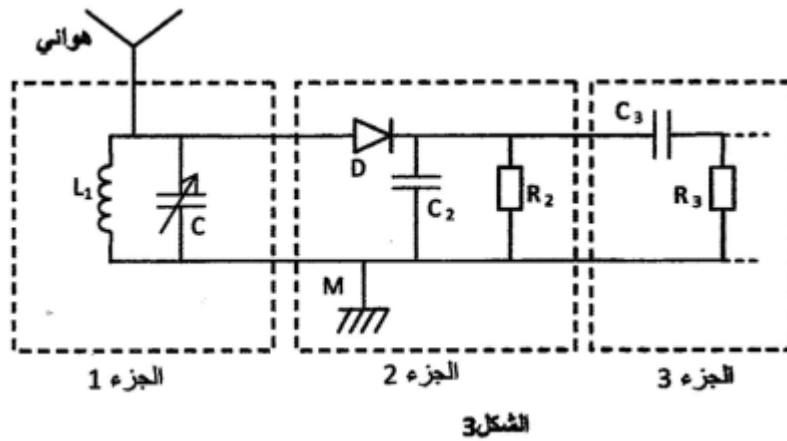 هوائي
C₃
D
L₁
C
C₂
R₂
R₃
M
الجزء 1
الجزء 2
الجزء 3
الشكل3